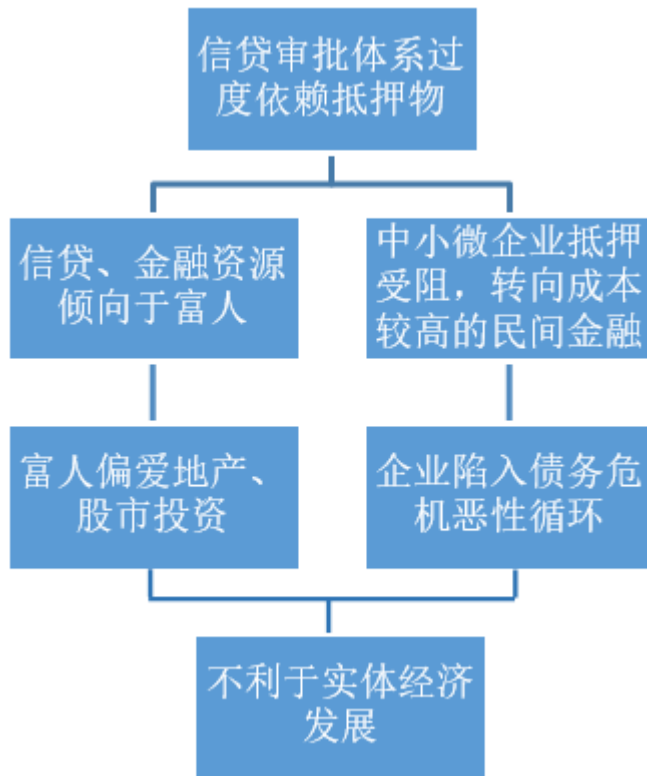 信贷审批体系过
度依赖抵押物
信贷、金融资源
倾向于富人
中小微企业抵押
受阻，转向成本
较高的民间金融
富人偏爱地产、
股市投资
企业陷入债务危
机恶性循环
不利于实体经济
发展